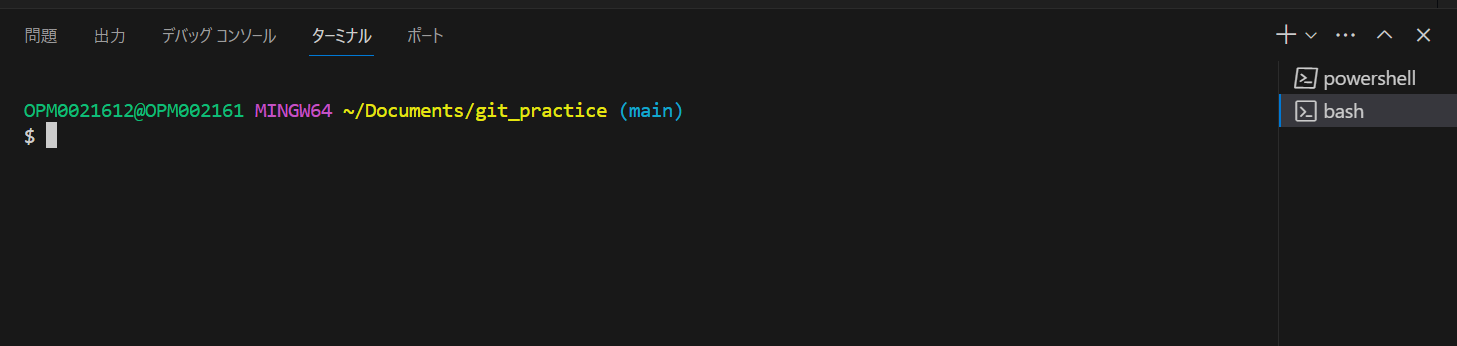 問題 出力 デバッグ コンソール ターミナル ポート
powershell
bash
OPM0021612@OPM002161 MINGW64 ~/Documents/git_practice (main)
$